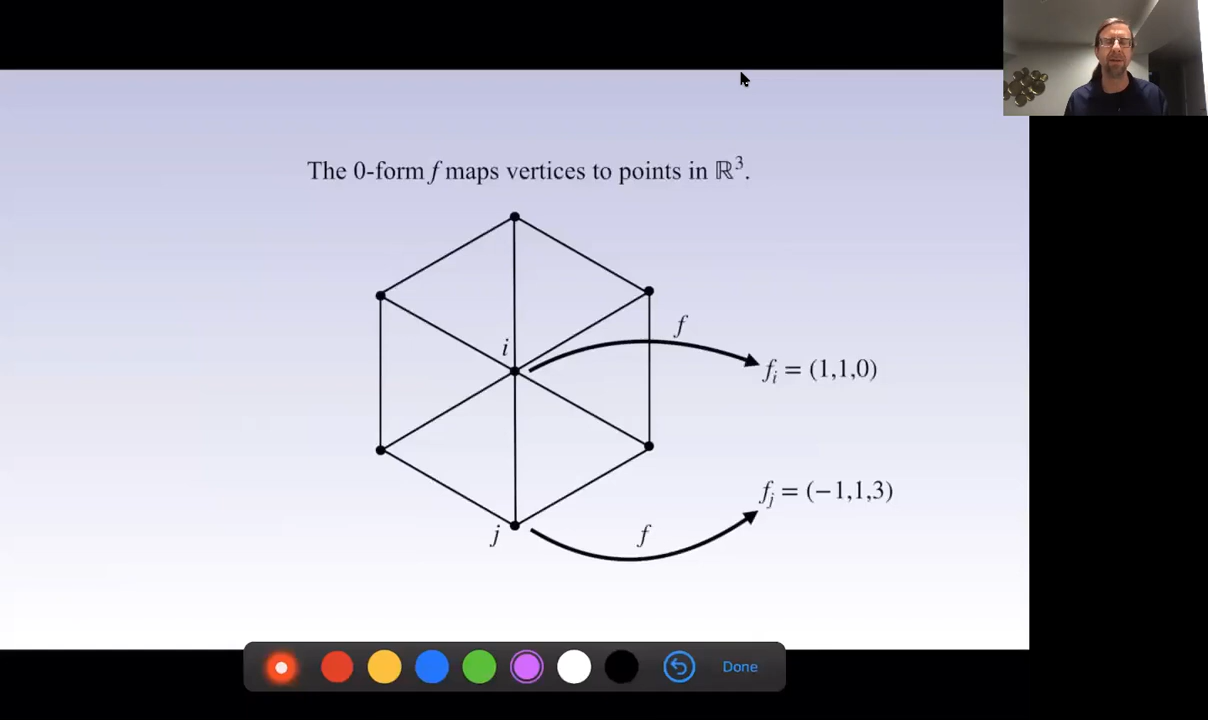 The 0-form f maps vertices to points in ℝ³.
i
f
fᵢ = (1,1,0)
fⱼ = (−1,1,3)
j
f
Done